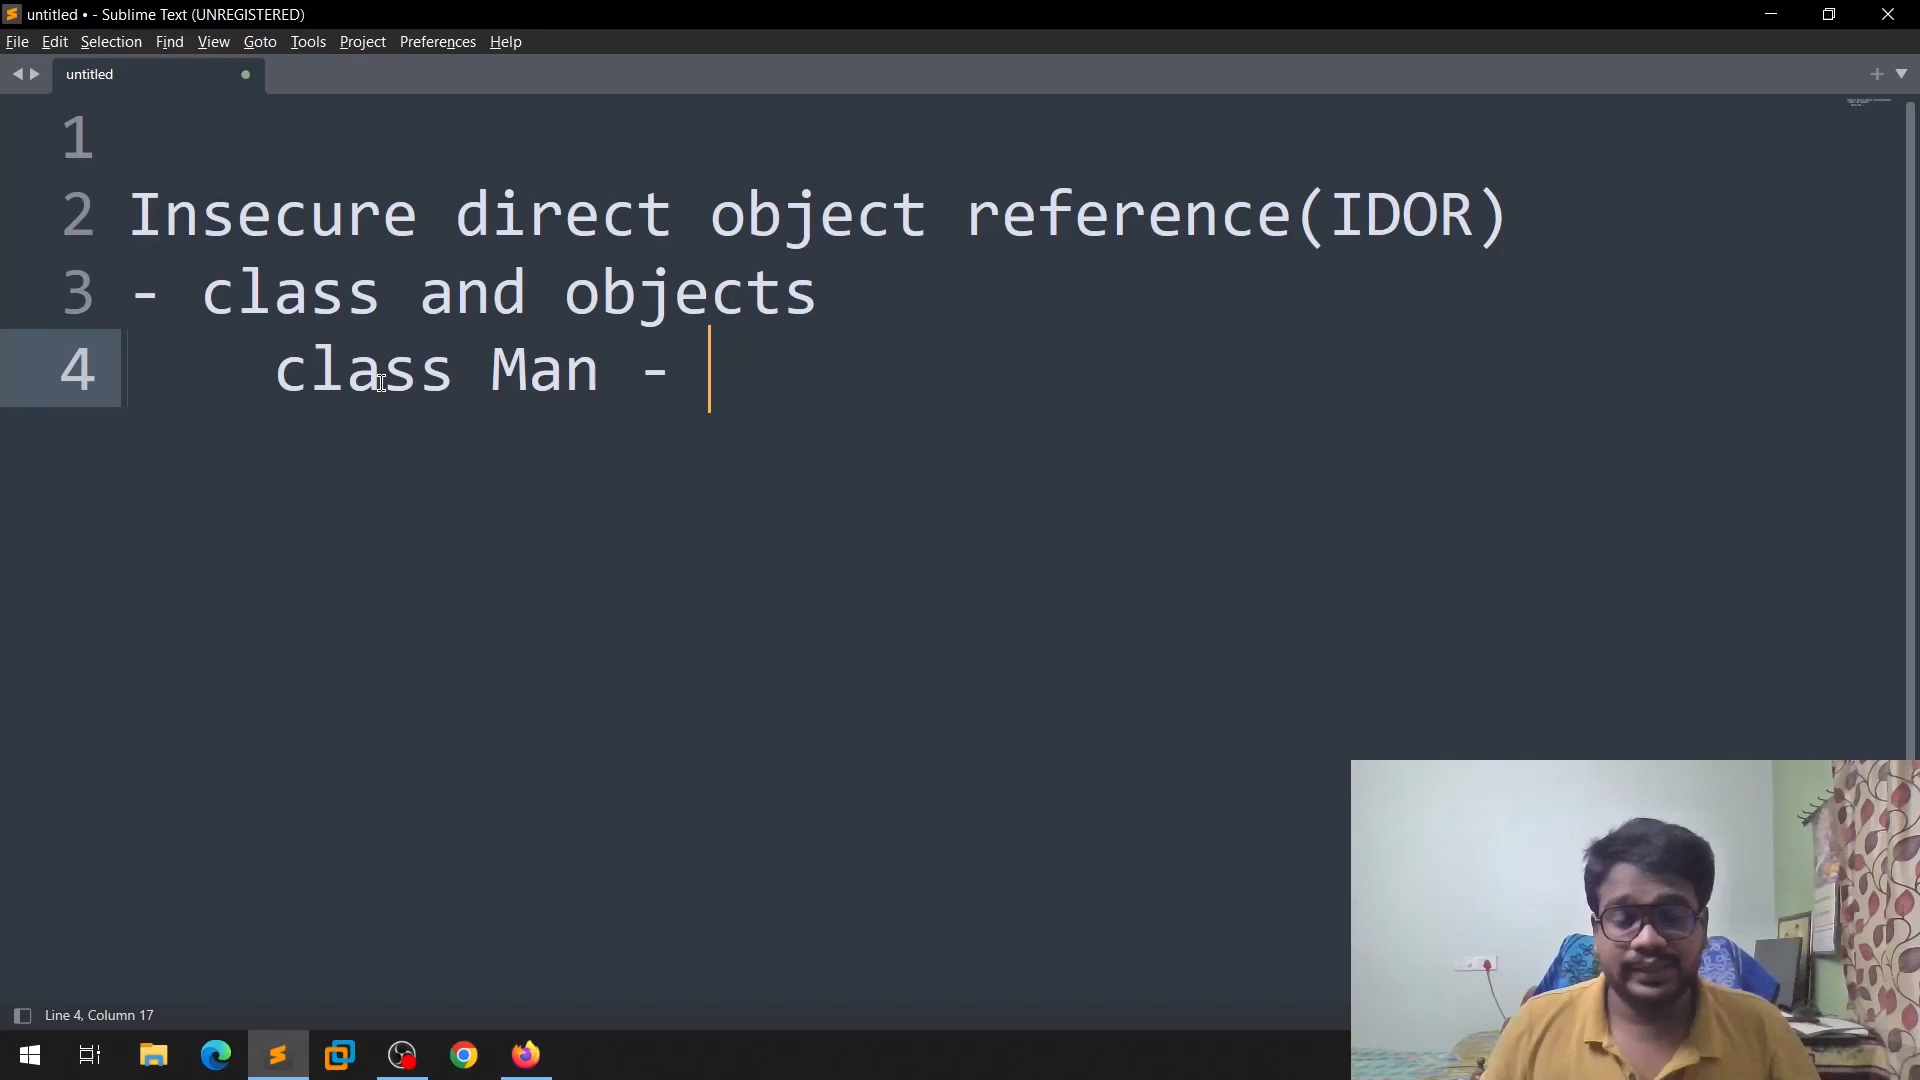 untitled • - Sublime Text (UNREGISTERED)
File Edit Selection Find View Goto Tools Project Preferences Help
untitled
1
2 Insecure direct object reference(IDOR)
3 - class and objects
4 class Man -
Line 4, Column 17